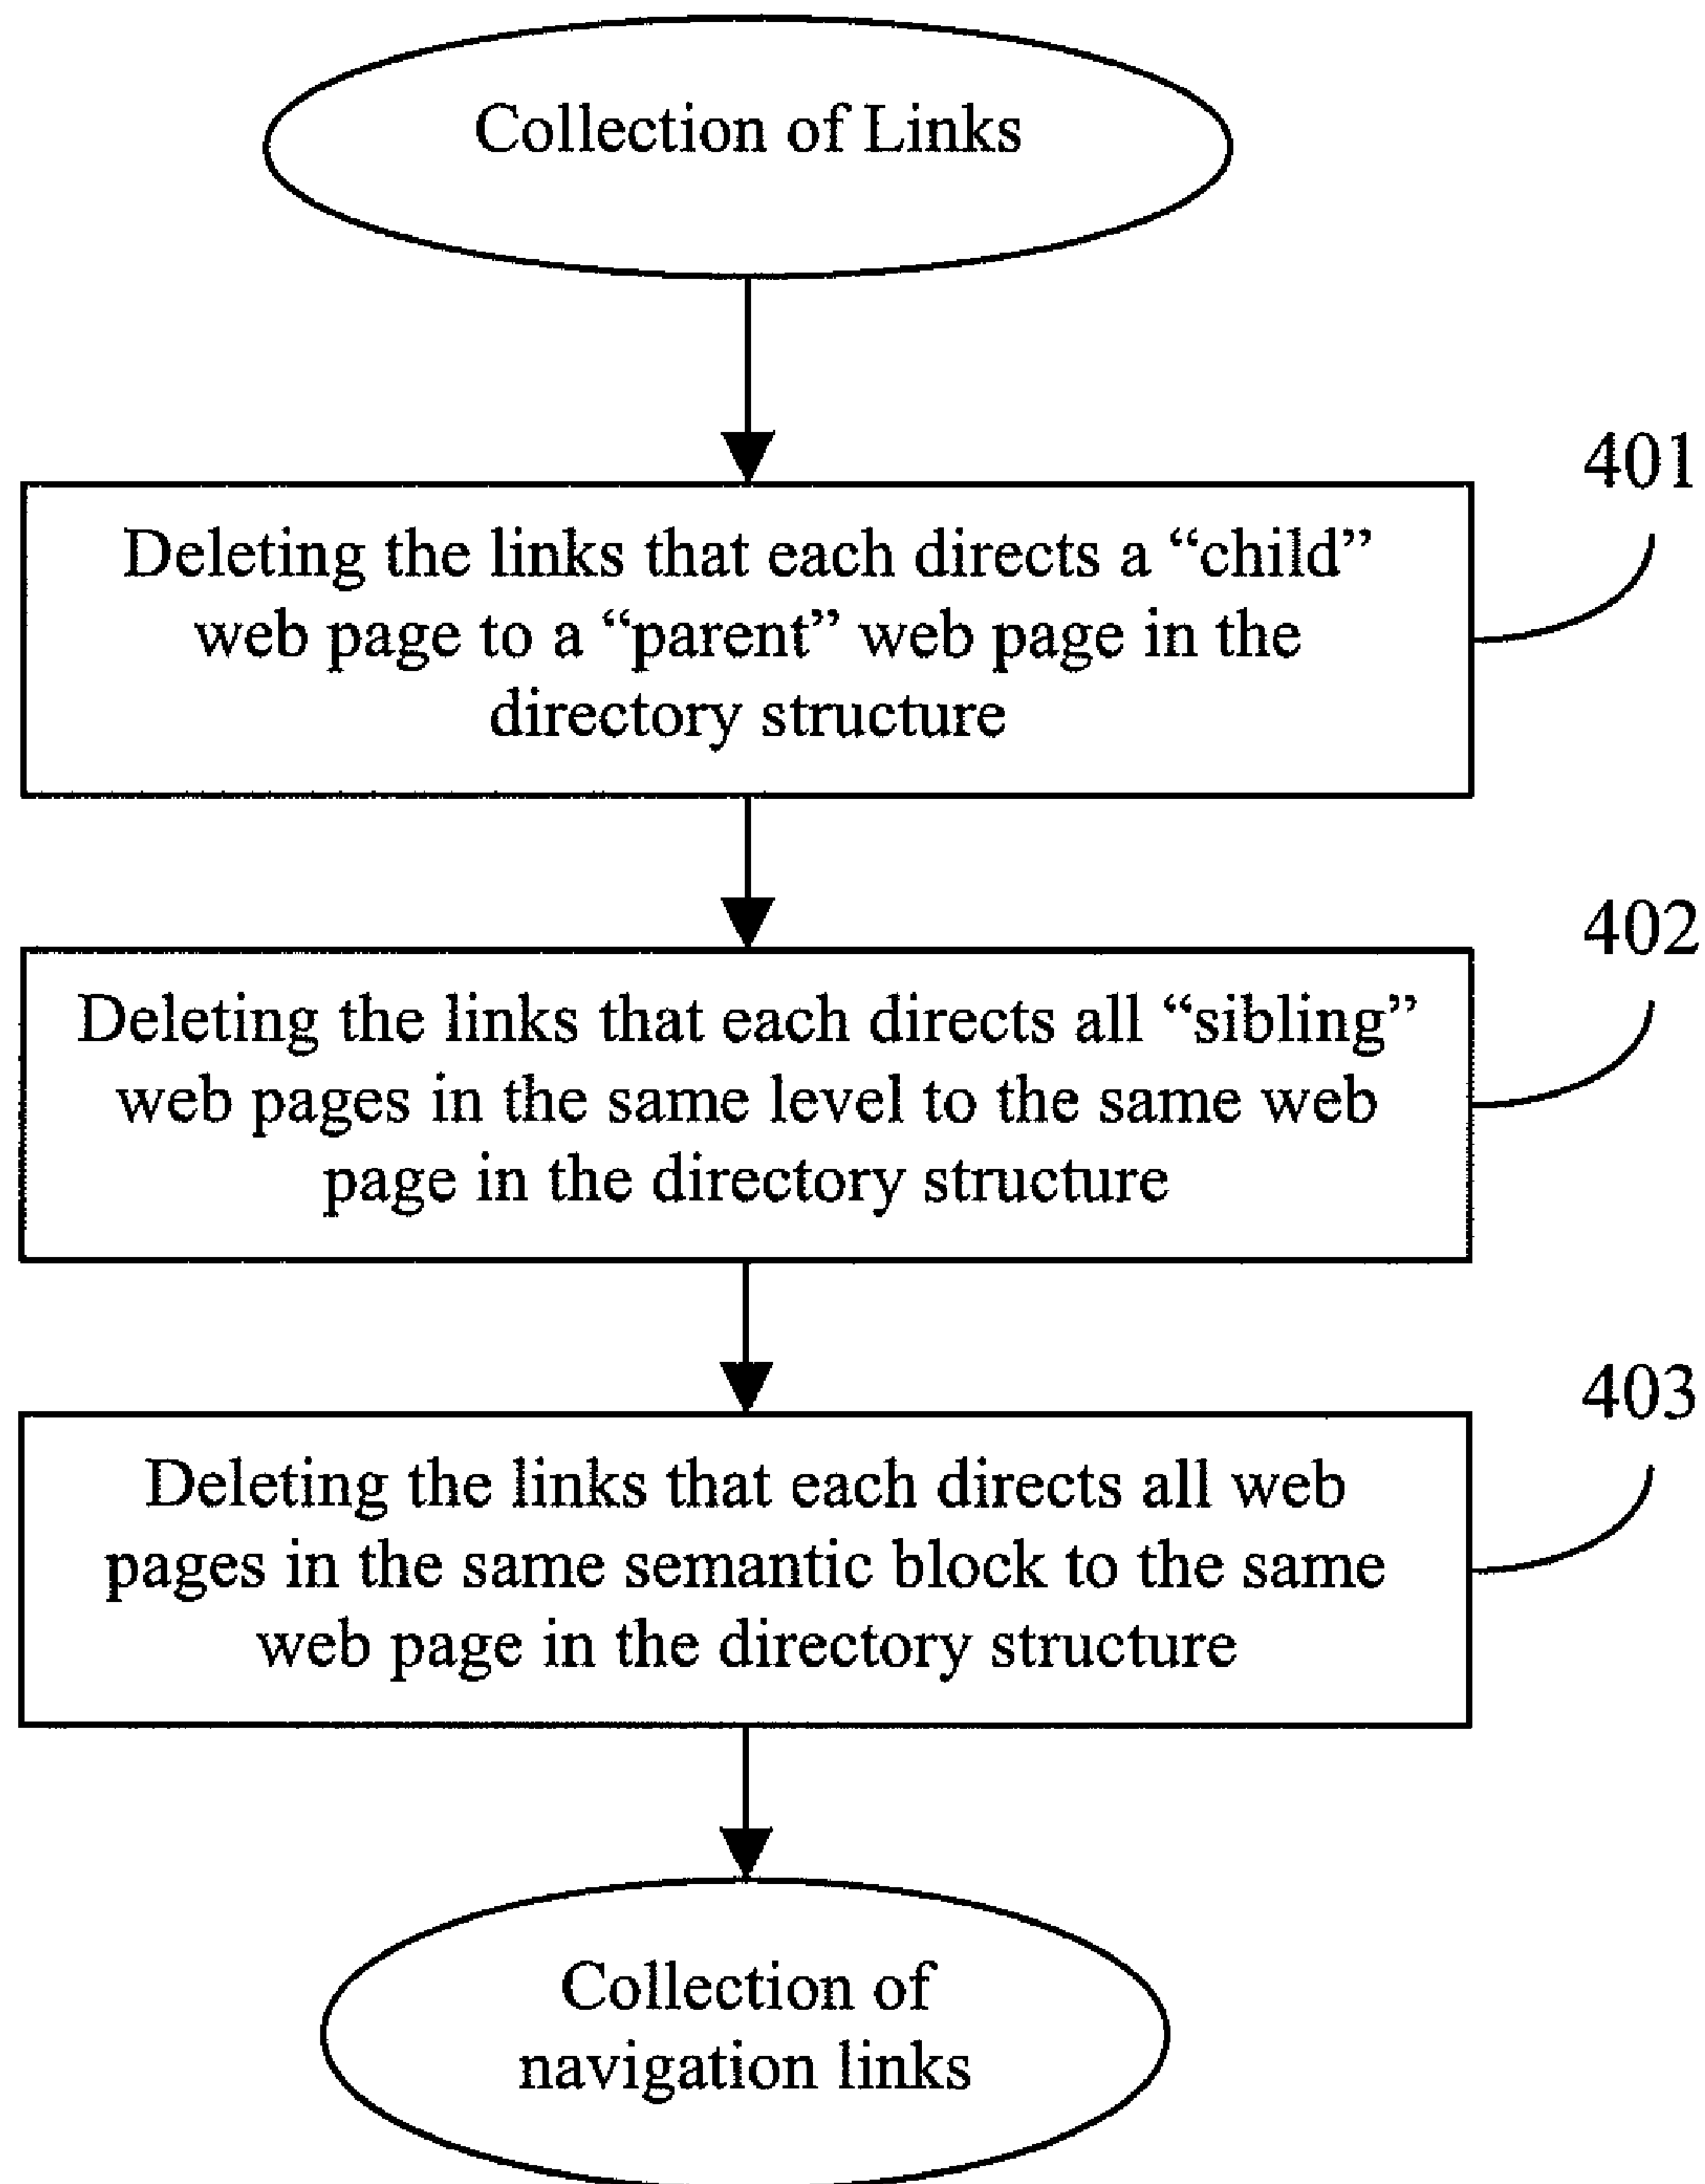 Collection of Links
401
Deleting the links that each directs a “child”
web page to a “parent” web page in the
directory structure
402
Deleting the links that each directs all “sibling”
web pages in the same level to the same web
page in the directory structure
403
Deleting the links that each directs all web
pages in the same semantic block to the same
web page in the directory structure
Collection of
navigation links